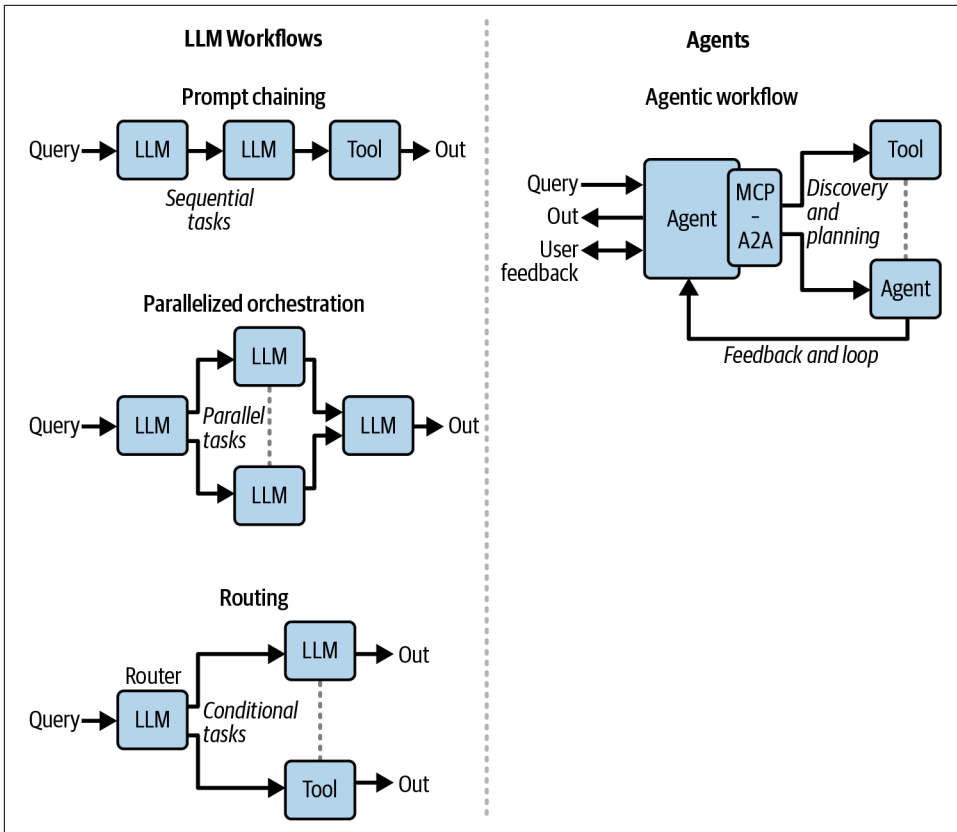 LLM Workflows
Prompt chaining
Query
LLM
LLM
Tool
Out
Sequential
tasks
Parallelized orchestration
Query
LLM
LLM
Parallel
tasks
LLM
LLM
Out
Routing
Router
Query
LLM
LLM
Out
Conditional
tasks
Tool
Out
Agents
Agentic workflow
Query
Out
User
feedback
Agent
MCP
–
A2A
Discovery
and
planning
Tool
Agent
Feedback and loop